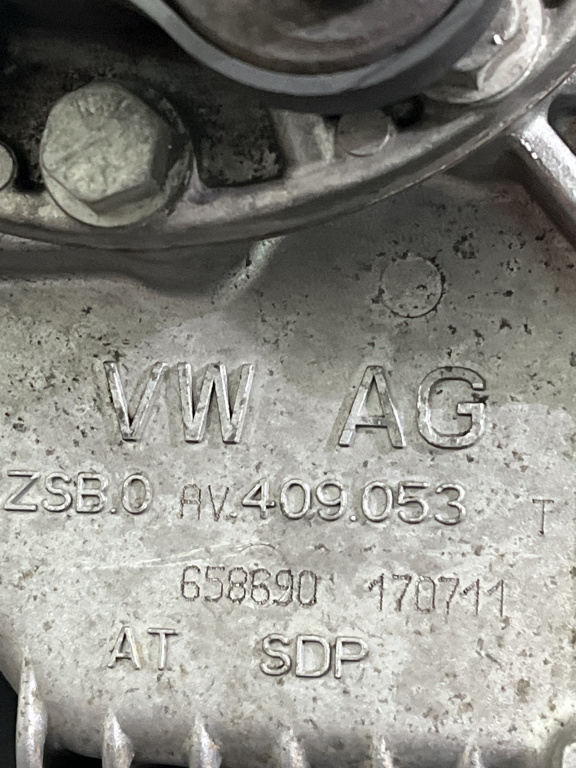 VW AG
ZSB.0 AV.409.053 T
658690 170711
AT SDP